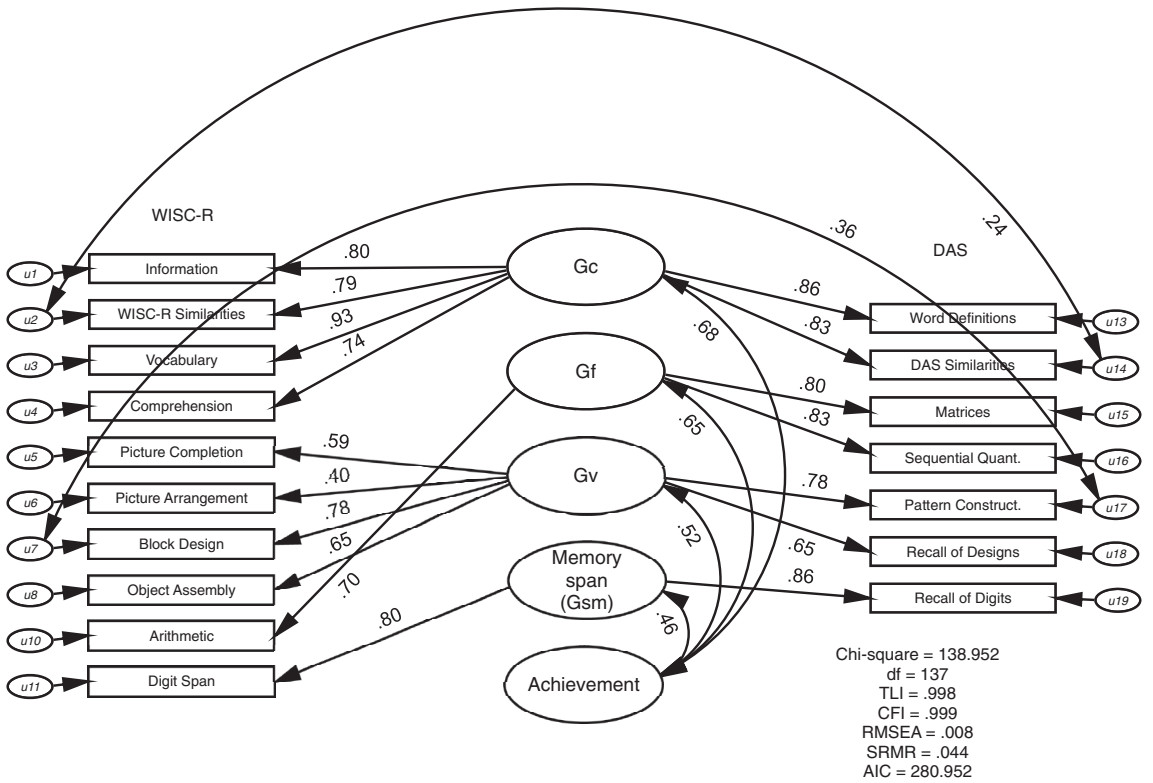 WISC-R
DAS
.24
.36
u1
Information
.80
u2
WISC-R Similarities
.79
u3
Vocabulary
.93
u4
Comprehension
.74
u5
Picture Completion
.59
u6
Picture Arrangement
.40
u7
Block Design
.78
u8
Object Assembly
.65
u10
Arithmetic
.70
u11
Digit Span
.80
Gc
Gf
Gv
Memory
span
(Gsm)
Achievement
.68
.65
.52
.46
.86
Word Definitions
u13
.83
DAS Similarities
u14
.80
Matrices
u15
.83
Sequential Quant.
u16
.78
Pattern Construct.
u17
.65
Recall of Designs
u18
.86
Recall of Digits
u19
Chi-square = 138.952
df = 137
TLI = .998
CFI = .999
RMSEA = .008
SRMR = .044
AIC = 280.952